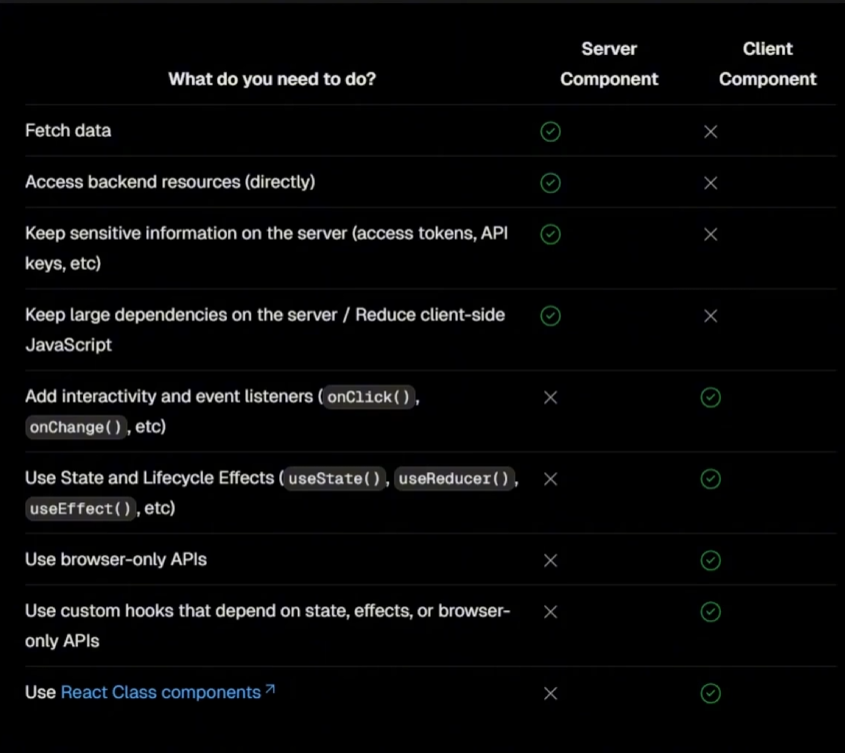 Server Component
Client Component
What do you need to do?
Fetch data
Access backend resources (directly)
Keep sensitive information on the server (access tokens, API
keys, etc)
Keep large dependencies on the server / Reduce client-side
JavaScript
Add interactivity and event listeners (onClick(),
onChange(), etc)
Use State and Lifecycle Effects (useState(), useReducer(),
useEffect(), etc)
Use browser-only APIs
Use custom hooks that depend on state, effects, or browser-
only APIs
Use React Class components